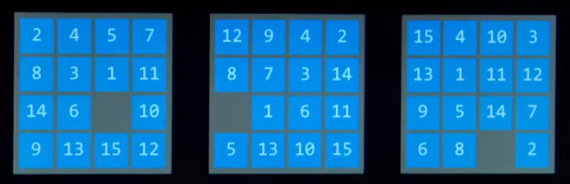 2 4 5 7
8 3 1 11
14 6 10
9 13 15 12
12 9 4 2
8 7 3 14
1 6 11
5 13 10 15
15 4 10 3
13 1 11 12
9 5 14 7
6 8 2